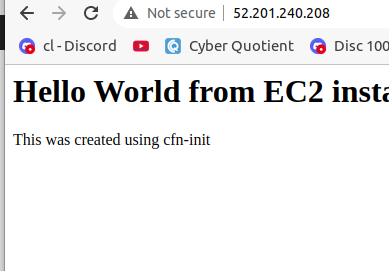 Not secure | 52.201.240.208
cl - Discord Cyber Quotient Disc 100
Hello World from EC2
This was created using cfn-init